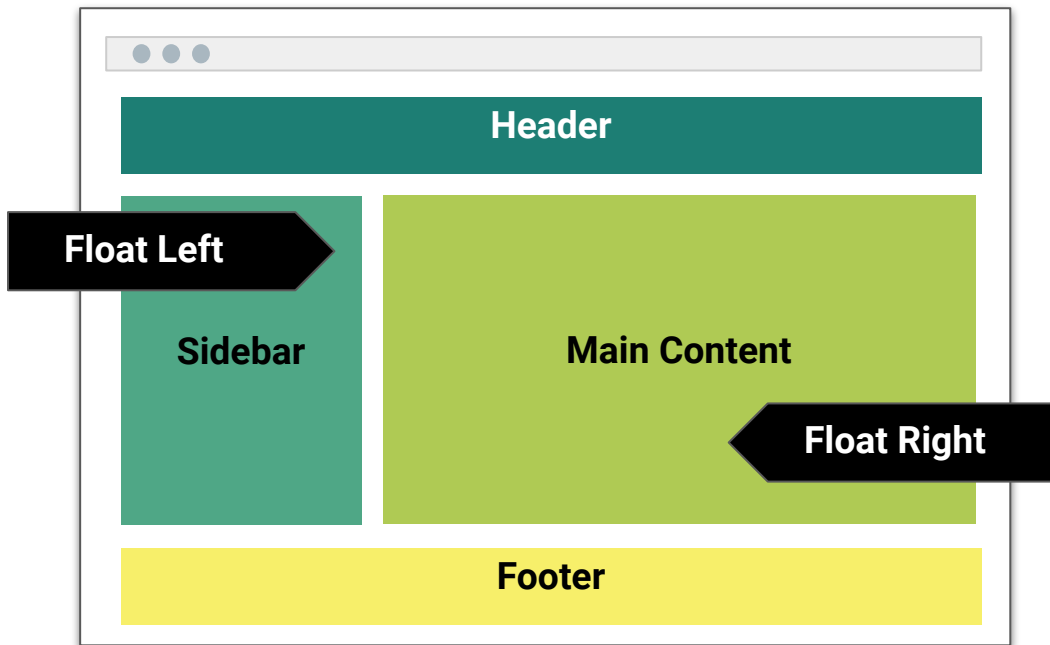 Header
Float Left
Sidebar
Main Content
Float Right
Footer